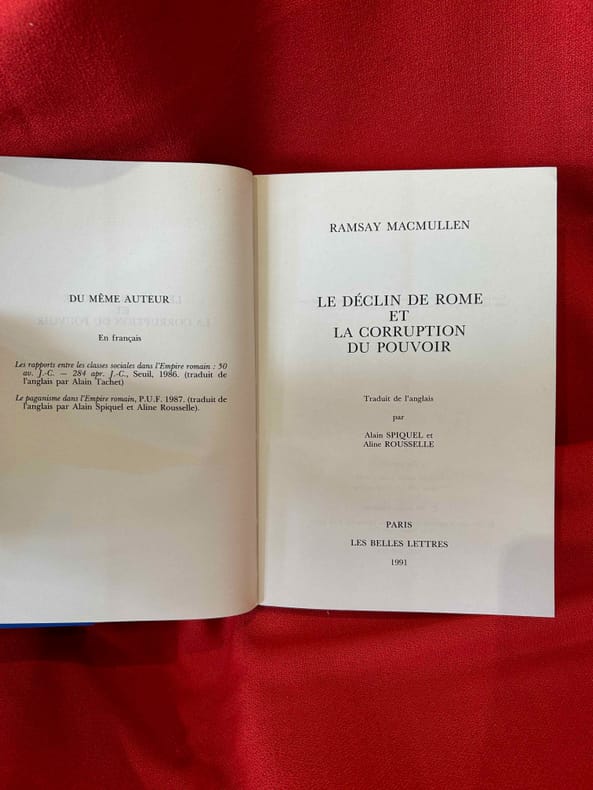 DU MÊME AUTEUR
En français
Les rapports entre les classes sociales dans l'Empire romain : 50
av. J.-C. — 284 apr. J.-C., Seuil, 1986. (traduit de
l'anglais par Alain Tachet)
Le paganisme dans l'Empire romain, P.U.F. 1987. (traduit de
l'anglais par Alain Spiquel et Aline Rousselle).
RAMSAY MACMULLEN
LE DÉCLIN DE ROME
ET
LA CORRUPTION
DU POUVOIR
Traduit de l'anglais
par
Alain SPIQUEL et
Aline ROUSSELLE
PARIS
LES BELLES LETTRES
1991